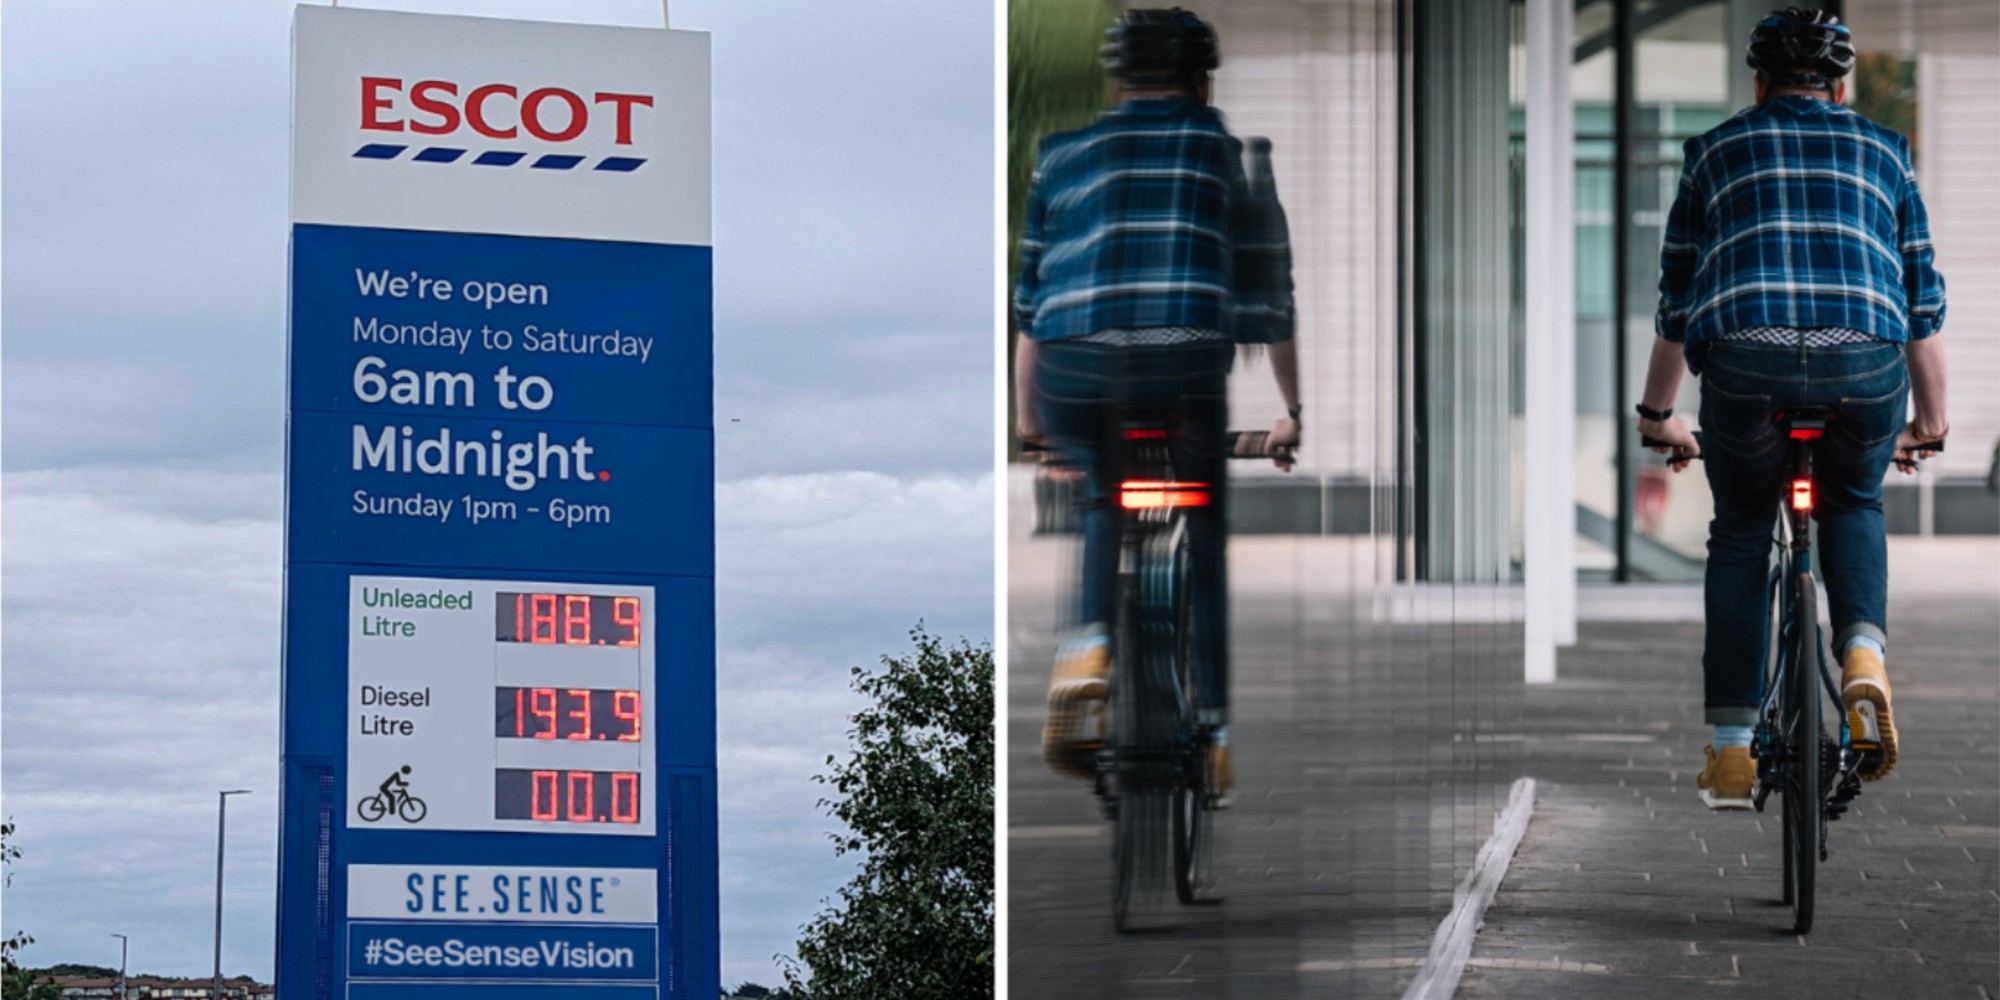 ESCOT
We're open
Monday to Saturday
6am to
Midnight.
Sunday 1pm - 6pm
Unleaded
Litre
188.9
Diesel
Litre
193.9
00.0
SEE.SENSE®
#SeeSenseVision